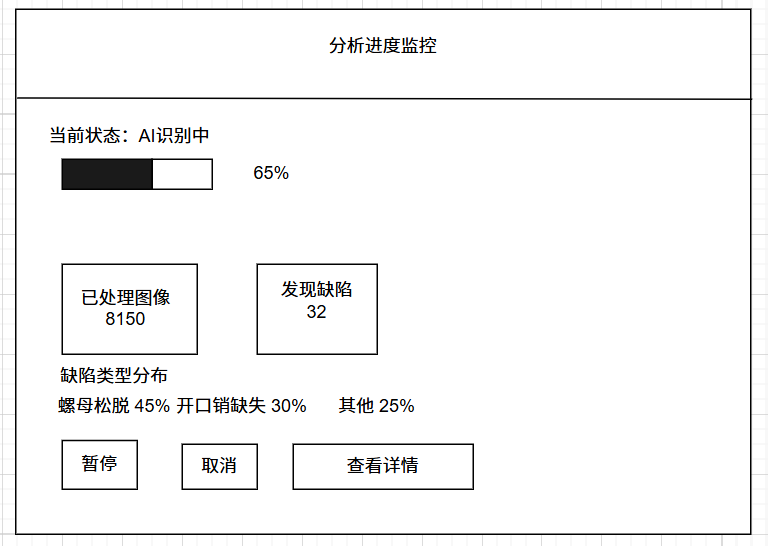 分析进度监控
当前状态：AI识别中
65%
已处理图像
8150
发现缺陷
32
缺陷类型分布
螺母松脱 45% 开口销缺失 30% 其他 25%
暂停 取消 查看详情